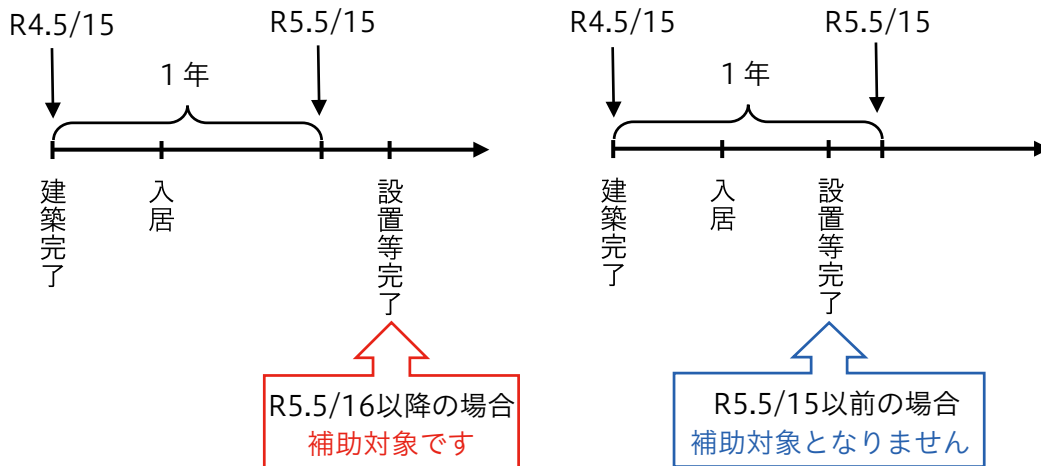 R4.5/15
R5.5/15
1年
建築完了
入居
設置等完了
R5.5/16以降の場合
補助対象です
R4.5/15
R5.5/15
1年
建築完了
入居
設置等完了
R5.5/15以前の場合
補助対象となりません